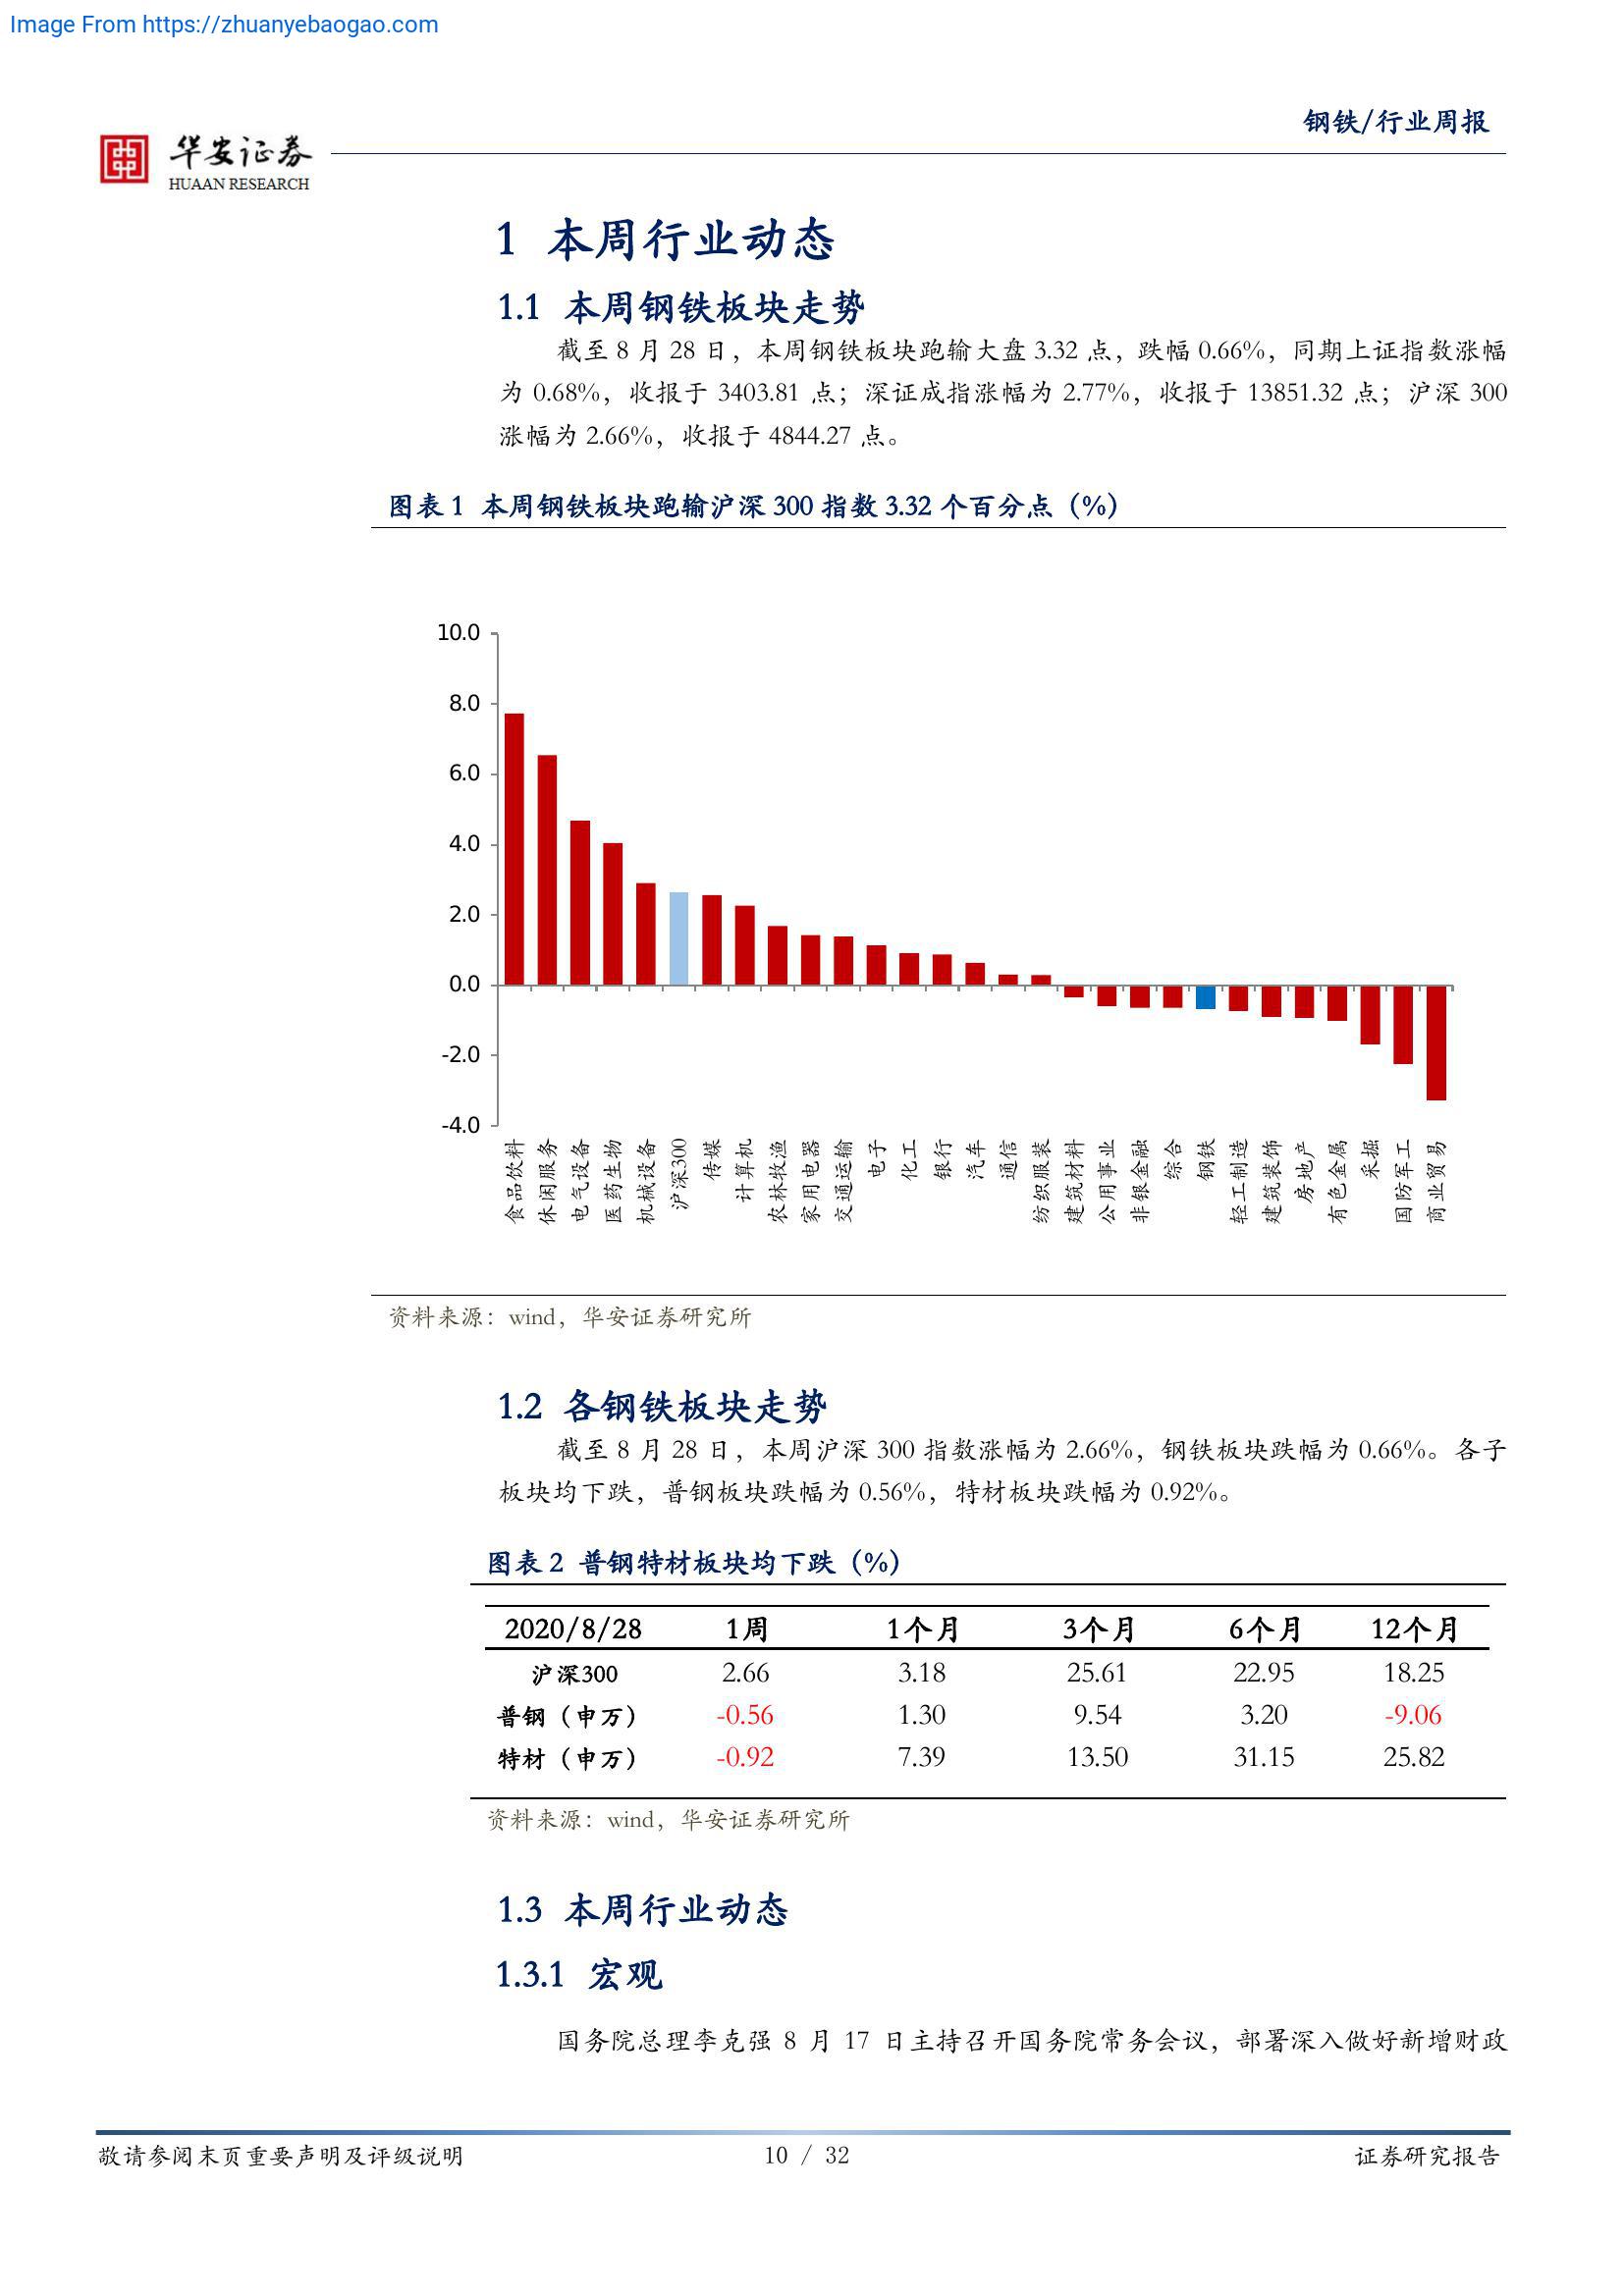 Image From https://zhuanyebaogao.com
钢铁/行业周报
华安证券
HUAAN RESEARCH
1 本周行业动态
1.1 本周钢铁板块走势
截至 8 月 28 日，本周钢铁板块跑输大盘 3.32 点，跌幅 0.66%，同期上证指数涨幅
为 0.68%，收报于 3403.81 点；深证成指涨幅为 2.77%，收报于 13851.32 点；沪深 300
涨幅为 2.66%，收报于 4844.27 点。
图表 1 本周钢铁板块跑输沪深 300 指数 3.32 个百分点（%）
10.0
8.0
6.0
4.0
2.0
0.0
-2.0
-4.0
食品饮料
休闲服务
电气设备
医药生物
机械设备
沪深300
传媒
计算机
农林牧渔
家用电器
交通运输
电子
化工
银行
汽车
通信
纺织服装
建筑材料
公用事业
非银金融
综合
钢铁
轻工制造
建筑装饰
房地产
有色金属
采掘
国防军工
商业贸易
资料来源：wind，华安证券研究所
1.2 各钢铁板块走势
截至 8 月 28 日，本周沪深 300 指数涨幅为 2.66%，钢铁板块跌幅为 0.66%。各子
板块均下跌，普钢板块跌幅为 0.56%，特材板块跌幅为 0.92%。
图表 2 普钢特材板块均下跌（%）
2020/8/28 1周 1个月 3个月 6个月 12个月
沪深300 2.66 3.18 25.61 22.95 18.25
普钢（申万） -0.56 1.30 9.54 3.20 -9.06
特材（申万） -0.92 7.39 13.50 31.15 25.82
资料来源：wind，华安证券研究所
1.3 本周行业动态
1.3.1 宏观
国务院总理李克强 8 月 17 日主持召开国务院常务会议，部署深入做好新增财政
敬请参阅末页重要声明及评级说明 10 / 32 证券研究报告